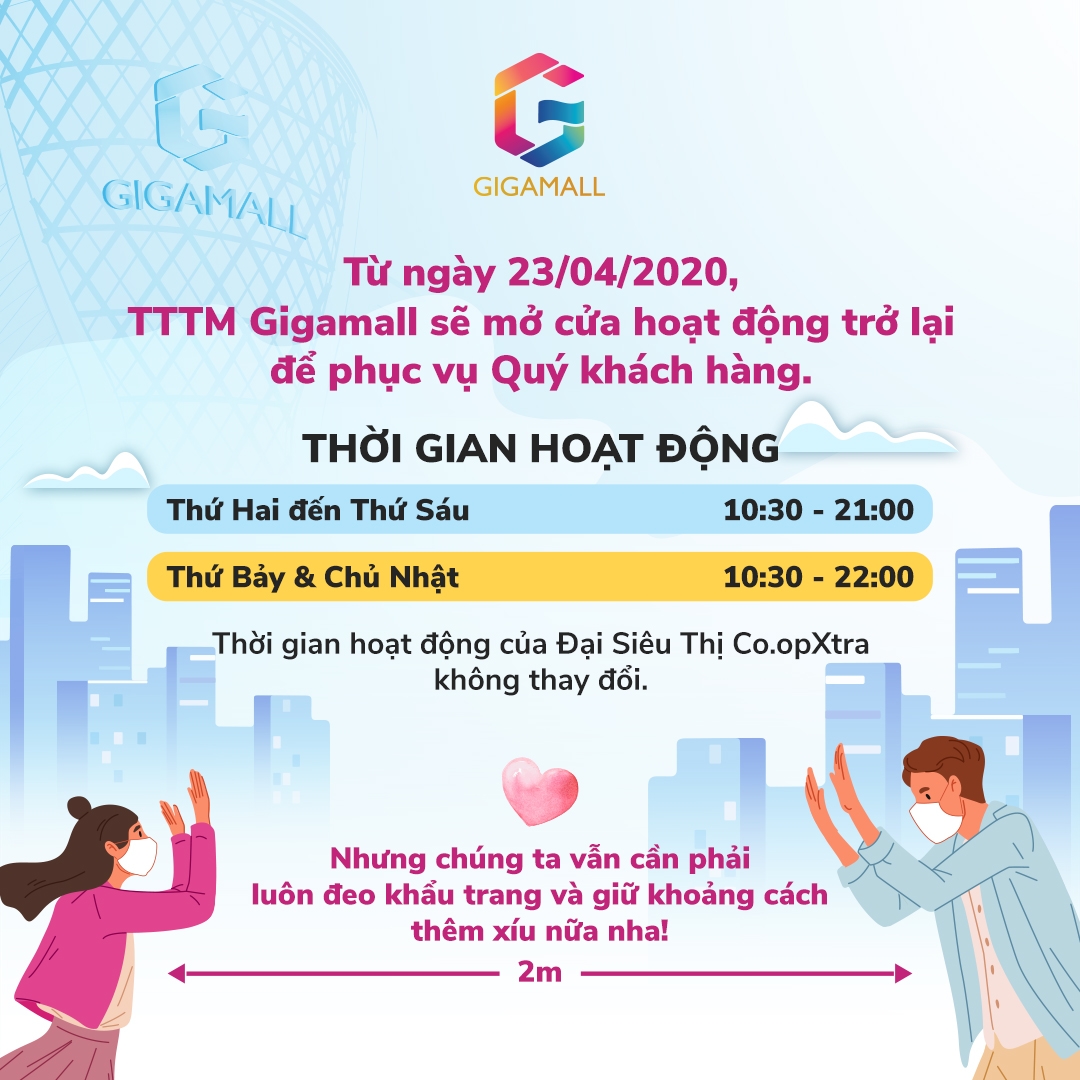 GIGAMALL
GIGAMALL
Từ ngày 23/04/2020,
TTTM Gigamall sẽ mở cửa hoạt động trở lại
để phục vụ Quý khách hàng.
THỜI GIAN HOẠT ĐỘNG
Thứ Hai đến Thứ Sáu 10:30 - 21:00
Thứ Bảy & Chủ Nhật 10:30 - 22:00
Thời gian hoạt động của Đại Siêu Thị Co.opXtra
không thay đổi.
Nhưng chúng ta vẫn cần phải
luôn đeo khẩu trang và giữ khoảng cách
thêm xíu nữa nha!
2m